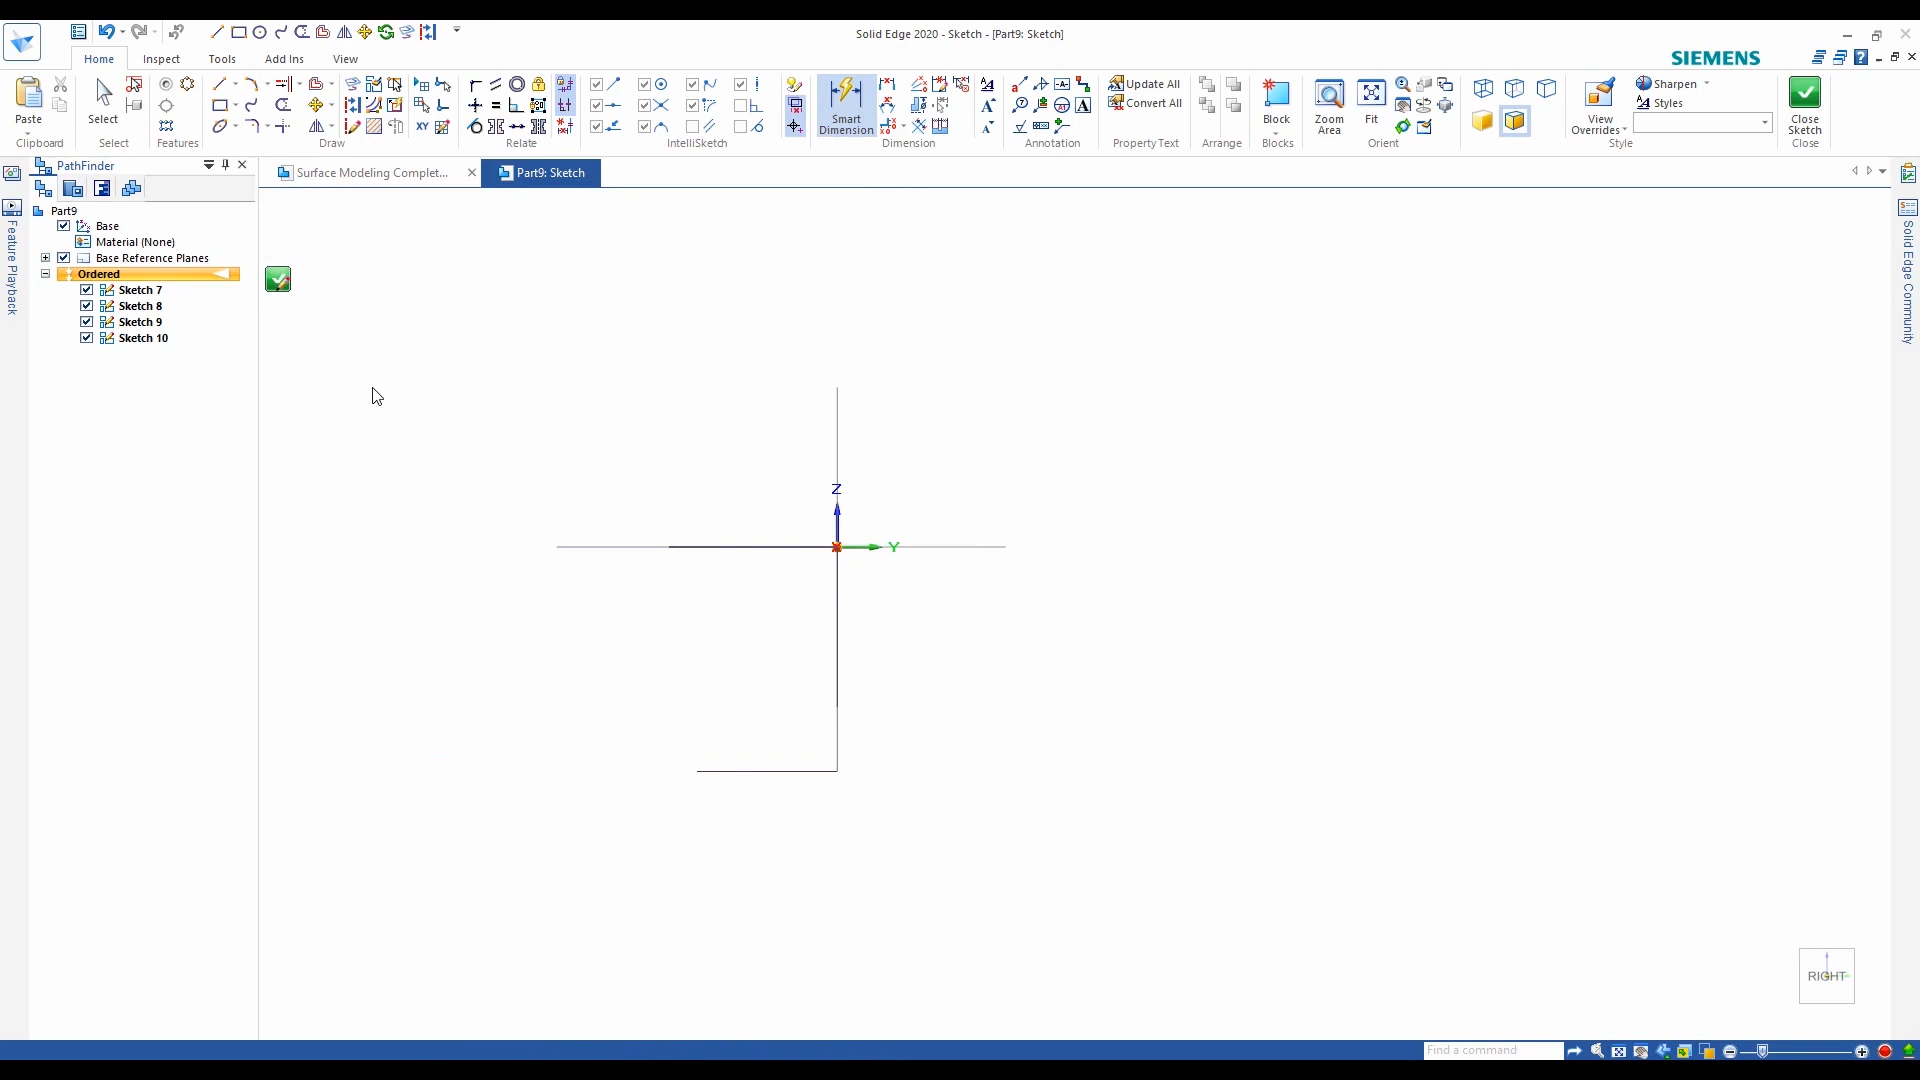 Solid Edge 2020 - Sketch - [Part9: Sketch]
Home
Inspect
Tools
Add Ins
View
SIEMENS
Paste
Clipboard
Select
Select
Features
Draw
Relate
IntelliSketch
Smart Dimension
Dimension
Annotation
Update All
Convert All
PropertyText
Arrange
Block
Blocks
Zoom Area
Fit
Orient
View Overrides
Sharpen
Styles
Style
Close Sketch
Close
PathFinder
Surface Modeling Complet...
Part9: Sketch
Part9
Base
Material (None)
Base Reference Planes
Ordered
Sketch 7
Sketch 8
Sketch 9
Sketch 10
Feature Playback
Solid Edge Community
Z
Y
RIGHT
Find a command
XY